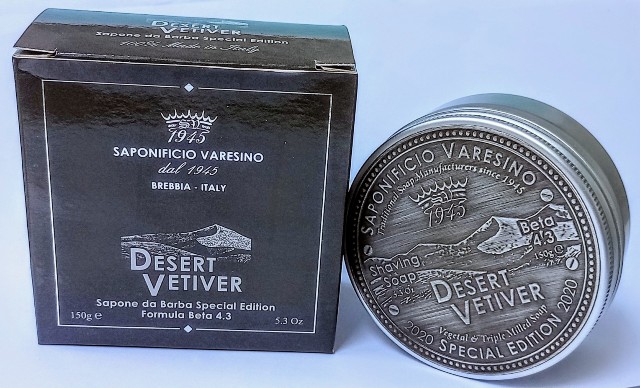 DESERT
VETIVER
Sapone da Barba Special Edition
100% Made in Italy
SV
1945
SAPONIFICIO VARESINO
dal 1945
BREBBIA - ITALY
DESERT
VETIVER
Sapone da Barba Special Edition
Formula Beta 4.3
150g e
5.3 Oz
SAPONIFICIO VARESINO
Traditional Soap Manufacturers since 1945
SV
1945
Beta
4.3
150g e
Shaving
Soap
5.3 Oz
DESERT
VETIVER
Vegetal & Triple Milled Soap
2020 SPECIAL EDITION 2020